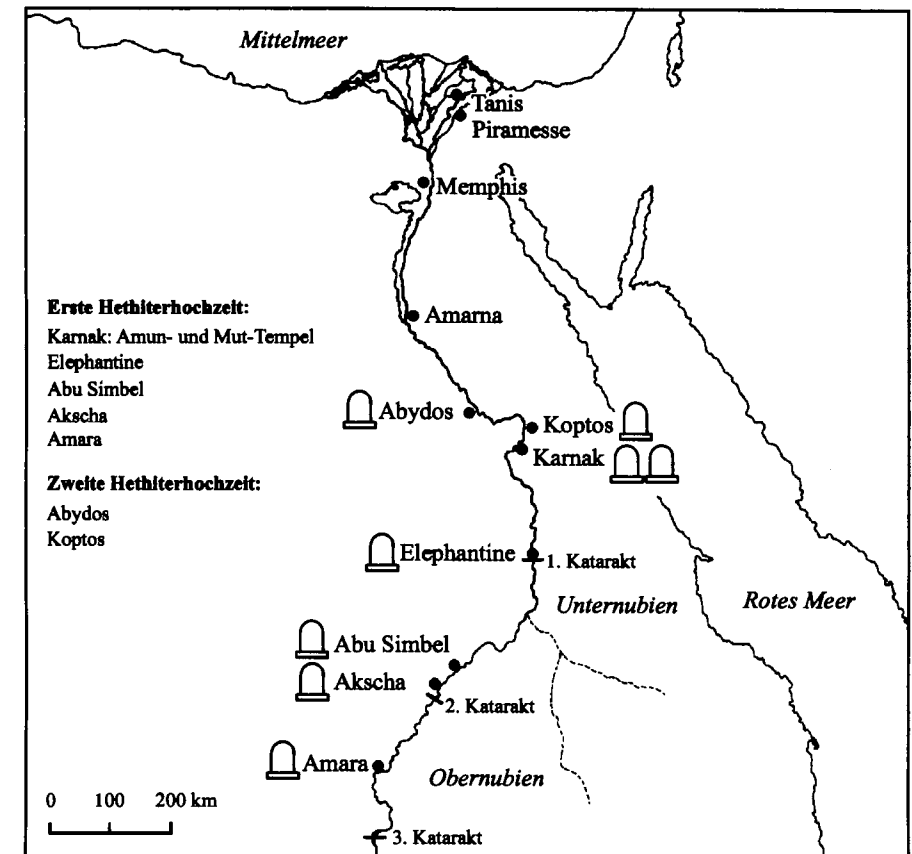 Mittelmeer
Tanis
Piramesse
Memphis
Amarna
Erste Hethiterhochzeit:
Karnak: Amun- und Mut-Tempel
Elephantine
Abu Simbel
Akscha
Amara
Zweite Hethiterhochzeit:
Abydos
Koptos
Abydos
Koptos
Karnak
Elephantine
1. Katarakt
Unternubien
Rotes Meer
Abu Simbel
Akscha
2. Katarakt
Amara
Obernubien
0 100 200 km
3. Katarakt